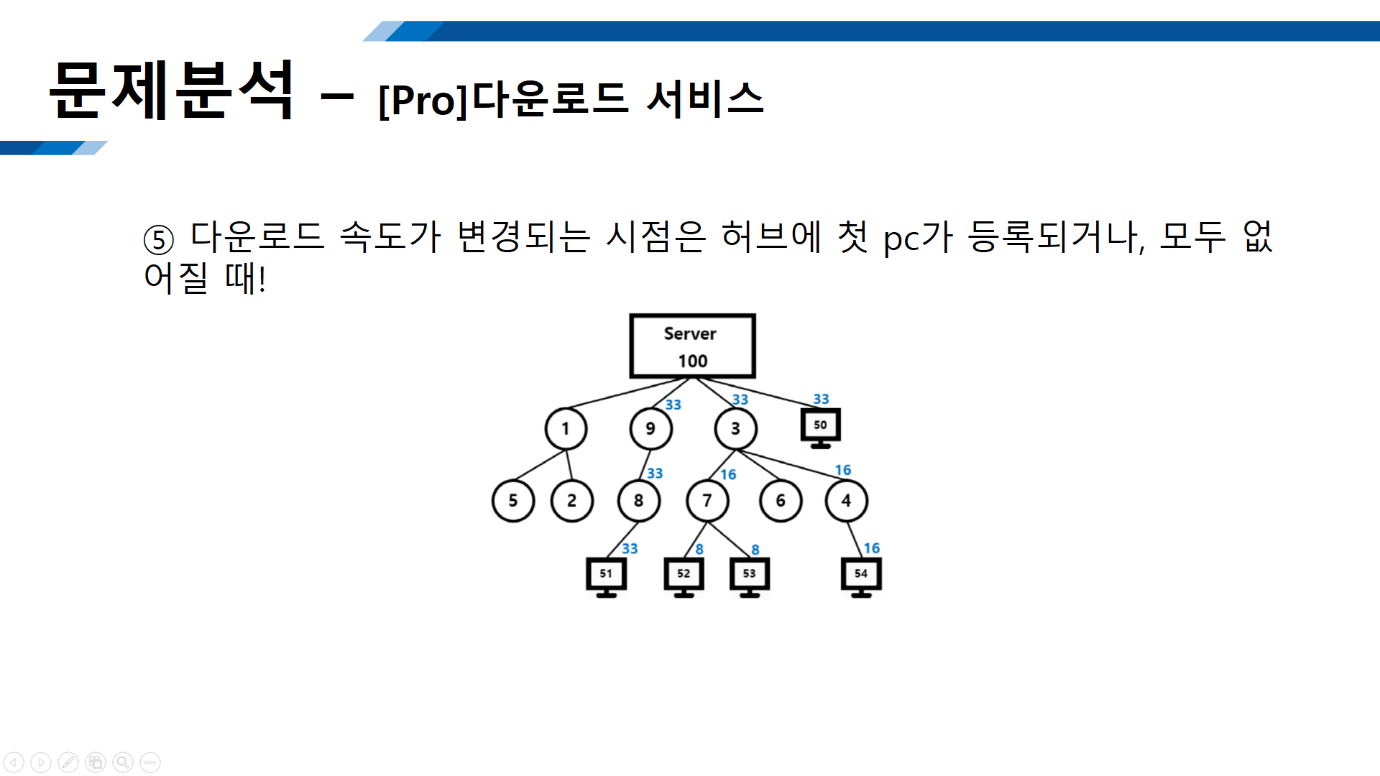 문제분석 – [Pro]다운로드 서비스
⑤ 다운로드 속도가 변경되는 시점은 허브에 첫 pc가 등록되거나, 모두 없
어질 때!
Server
100
33 33 33
1 9 3 50
33 16 16
5 2 8 7 6 4
33 8 8 16
51 52 53 54